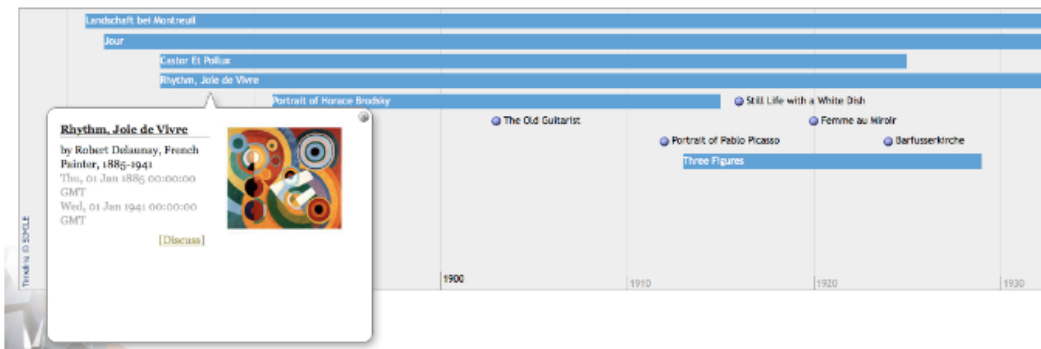 Landschaft bei Montreuil
Jour
Castor Et Pollux
Rhythm, Joie de Vivre
Portrait of Horace Brodsky
Still Life with a White Dish
The Old Guitarist
Femme au Miroir
Portrait of Pablo Picasso
Barfusserkirche
Three Figures
Rhythm, Joie de Vivre
by Robert Delaunay, French
Painter, 1885-1941
Thu, 01 Jan 1885 00:00:00
GMT
Wed, 01 Jan 1941 00:00:00
GMT
[Discuss]
Timeline © SIMILE
1900
1910
1920
1930